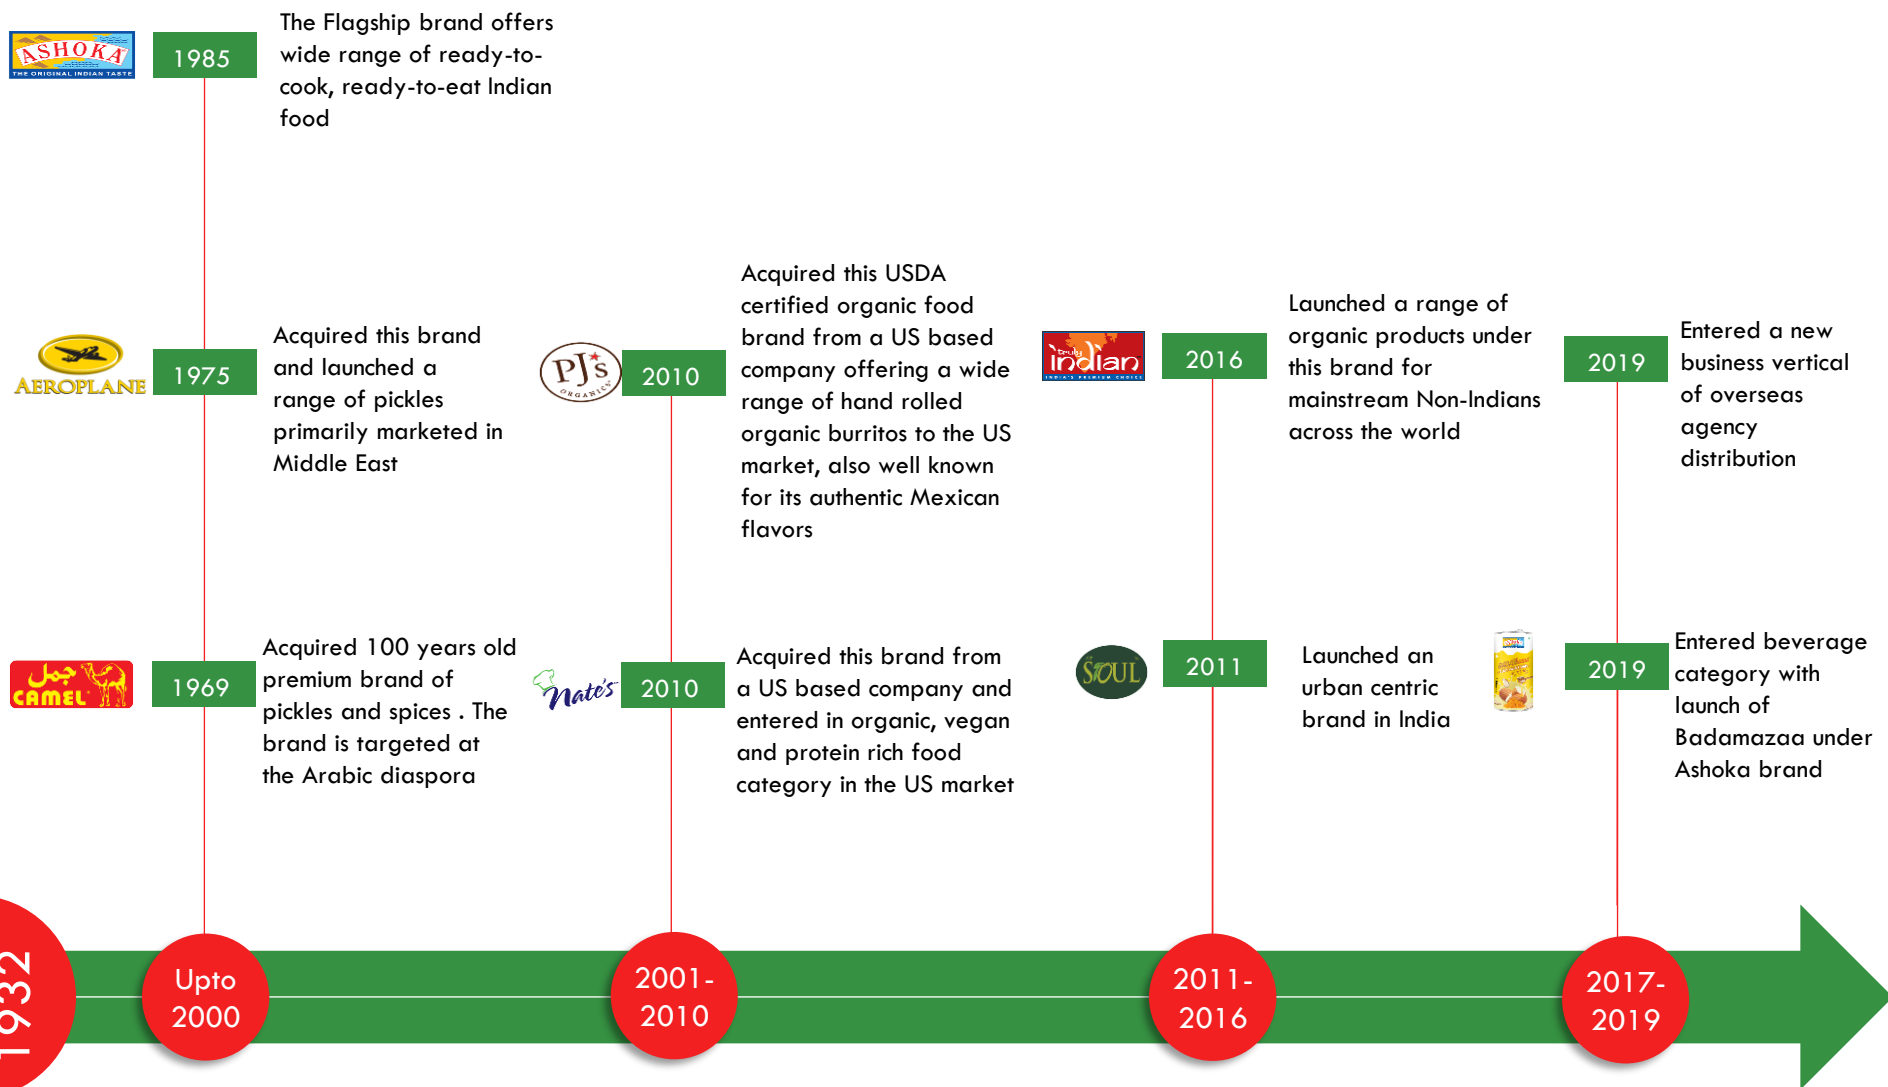 ASHOKA
THE ORIGINAL INDIAN TASTE
1985
The Flagship brand offers
wide range of ready-to-
cook, ready-to-eat Indian
food
AEROPLANE
1975
Acquired this brand
and launched a
range of pickles
primarily marketed in
Middle East
PJ's
ORGANICS
2010
Acquired this USDA
certified organic food
brand from a US based
company offering a wide
range of hand rolled
organic burritos to the US
market, also well known
for its authentic Mexican
flavors
truly
indian
INDIA'S PREMIUM CHOICE
2016
Launched a range of
organic products under
this brand for
mainstream Non-Indians
across the world
2019
Entered a new
business vertical
of overseas
agency
distribution
جمل
CAMEL
1969
Acquired 100 years old
premium brand of
pickles and spices . The
brand is targeted at
the Arabic diaspora
Nate's
2010
Acquired this brand from
a US based company and
entered in organic, vegan
and protein rich food
category in the US market
SOUL
2011
Launched an
urban centric
brand in India
2019
Entered beverage
category with
launch of
Badamazaa under
Ashoka brand
1932
Upto
2000
2001-
2010
2011-
2016
2017-
2019